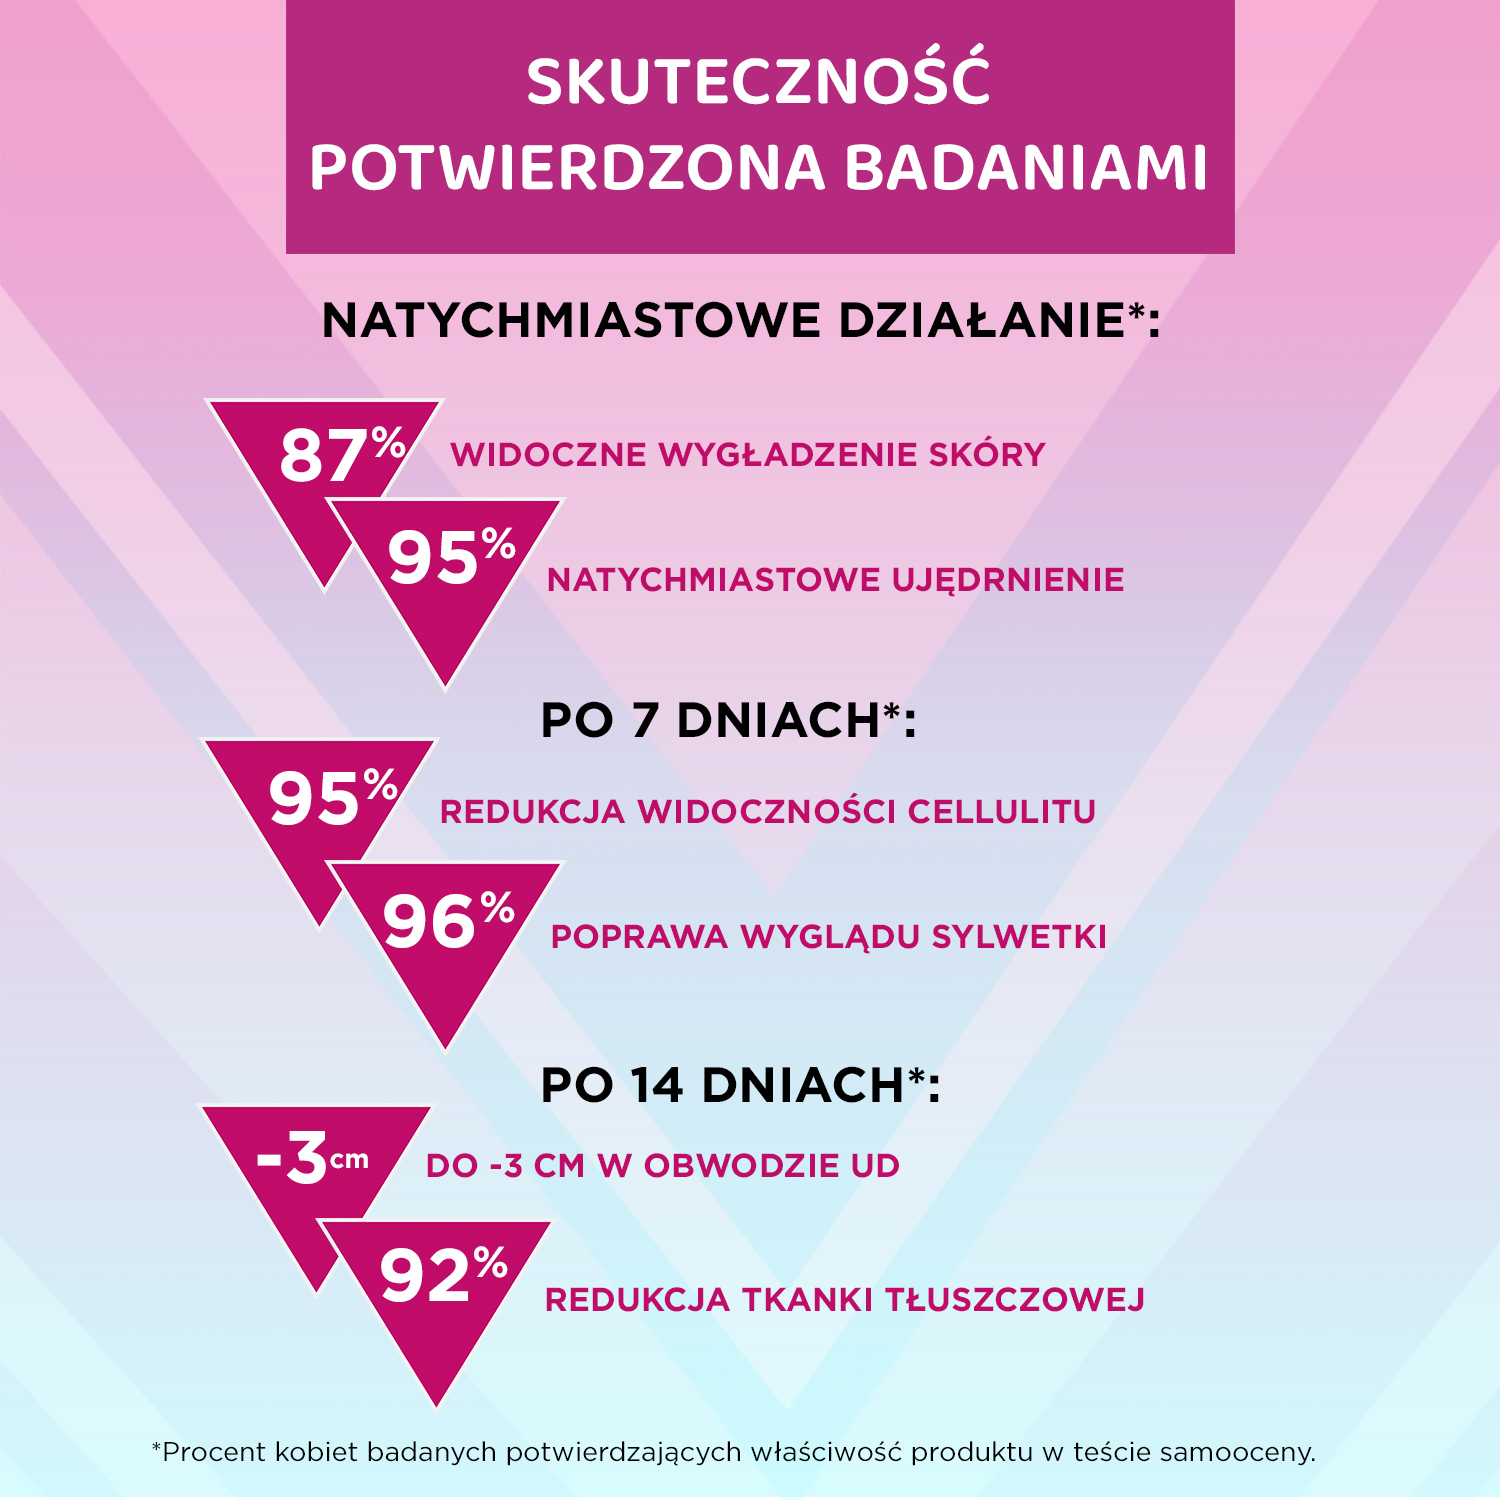 SKUTECZNOŚĆ
POTWIERDZONA BADANIAMI
NATYCHMIASTOWE DZIAŁANIE*:
87% WIDOCZNE WYGŁADZENIE SKÓRY
95% NATYCHMIASTOWE UJĘDRNIENIE
PO 7 DNIACH*:
95% REDUKCJA WIDOCZNOŚCI CELLULITU
96% POPRAWA WYGLĄDU SYLWETKI
PO 14 DNIACH*:
-3cm DO -3 CM W OBWODZIE UD
92% REDUKCJA TKANKI TŁUSZCZOWEJ
*Procent kobiet badanych potwierdzających właściwość produktu w teście samooceny.